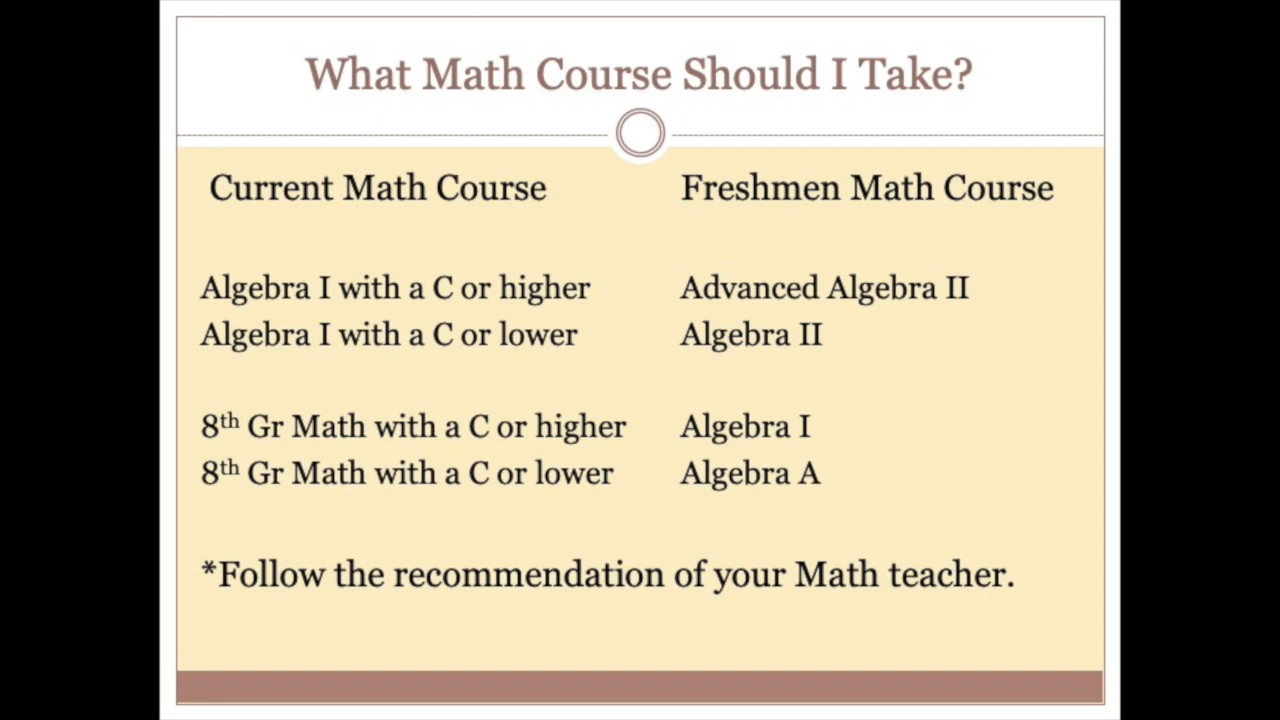 What Math Course Should I Take?
Current Math Course Freshmen Math Course
Algebra I with a C or higher Advanced Algebra II
Algebra I with a C or lower Algebra II
8th Gr Math with a C or higher Algebra I
8th Gr Math with a C or lower Algebra A
*Follow the recommendation of your Math teacher.